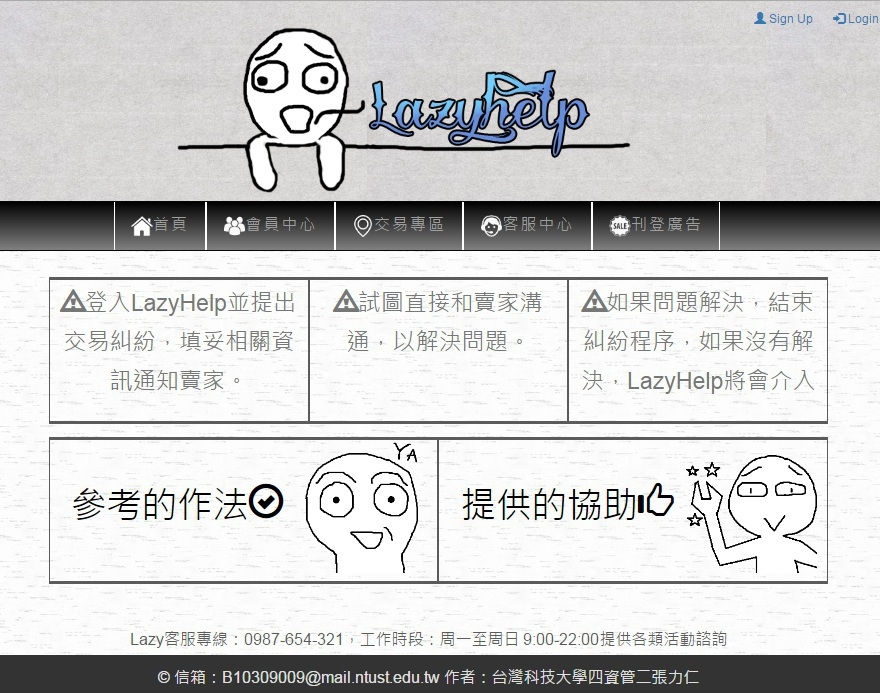 Sign Up Login
Lazyhelp
首頁 會員中心 交易專區 客服中心 SALE 刊登廣告
登入LazyHelp並提出
交易糾紛，填妥相關資
訊通知賣家。
試圖直接和賣家溝
通，以解決問題。
如果問題解決，結束
糾紛程序，如果沒有解
決，LazyHelp將會介入
參考的作法
YA
提供的協助
Lazy客服專線：0987-654-321，工作時段：周一至周日 9:00-22:00提供各類活動諮詢
© 信箱：B10309009@mail.ntust.edu.tw 作者：台灣科技大學四資管二張力仁